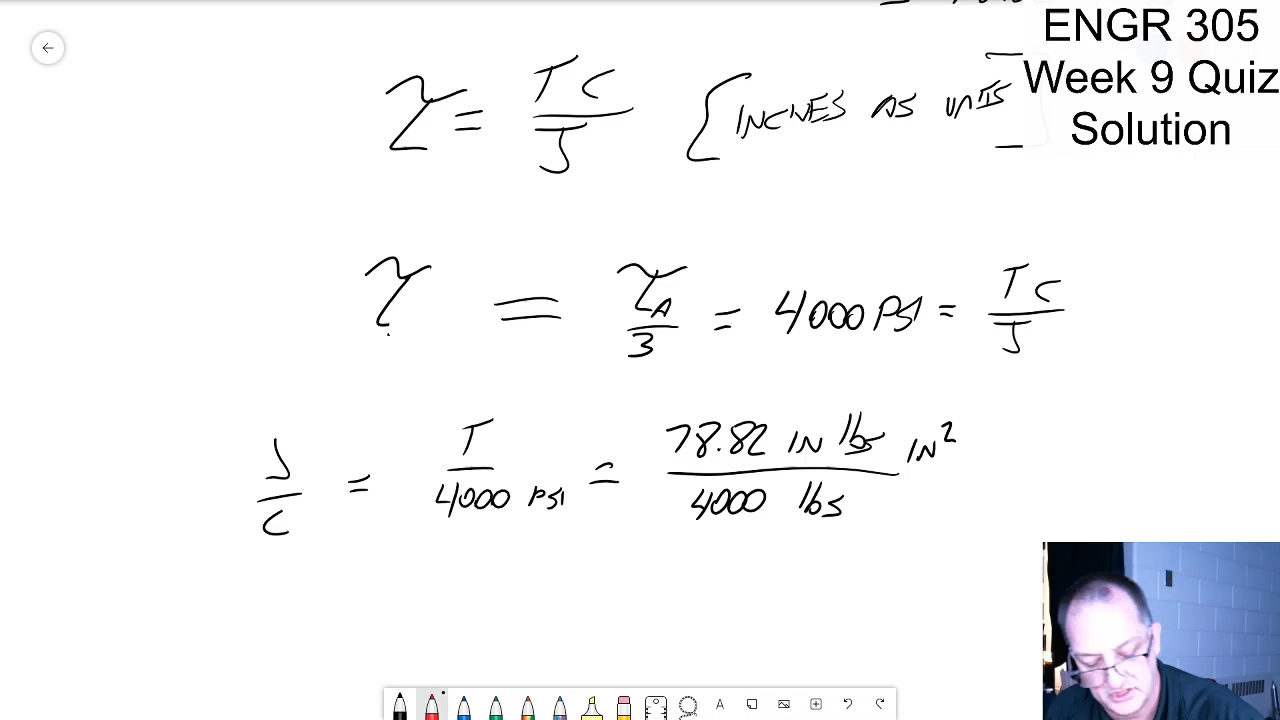 ENGR 305
Week 9 Quiz
Solution
τ = TC / J [INCHES AS UNITS]
τ = τA / 3 = 4000 PSI = TC / J
J / C = T / 4000 PSI = 78.82 IN lbs IN² / 4000 lbs
A